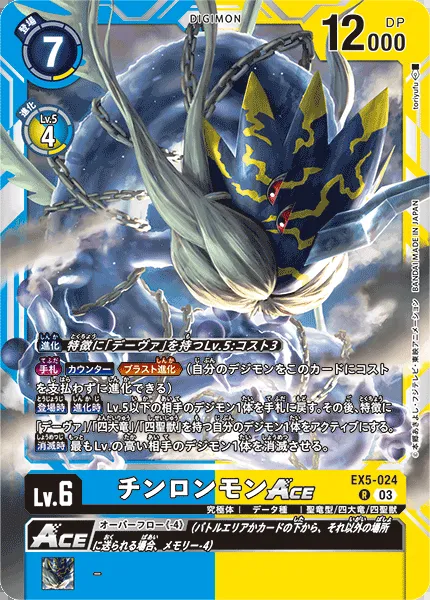 DIGIMON
登場
7
DP
12000
進化
Lv.5
4
toriyufu
©本郷あきよし・フジテレビ・東映アニメーション BANDAI MADE IN JAPAN
進化 特徴に「デーヴァ」を持つLv.5:コスト3
手札 カウンター ブラスト進化 (自分のデジモンをこのカードにコスト
を支払わずに進化できる)
登場時 進化時 Lv.5以下の相手のデジモン1体を手札に戻す。その後、特徴に
「デーヴァ」/「四大竜」/「四聖獣」を持つ自分のデジモン1体をアクティブにする。
消滅時 最もLv.の高い相手のデジモン1体を消滅させる。
EX5-024
Lv.6
チンロンモンACE
R 03
究極体 | データ種 | 聖竜型/四大竜/四聖獣
ACE
オーバーフロー《-4》
(バトルエリアかカードの下から、それ以外の場所
に送られる場合、メモリー-4)
-